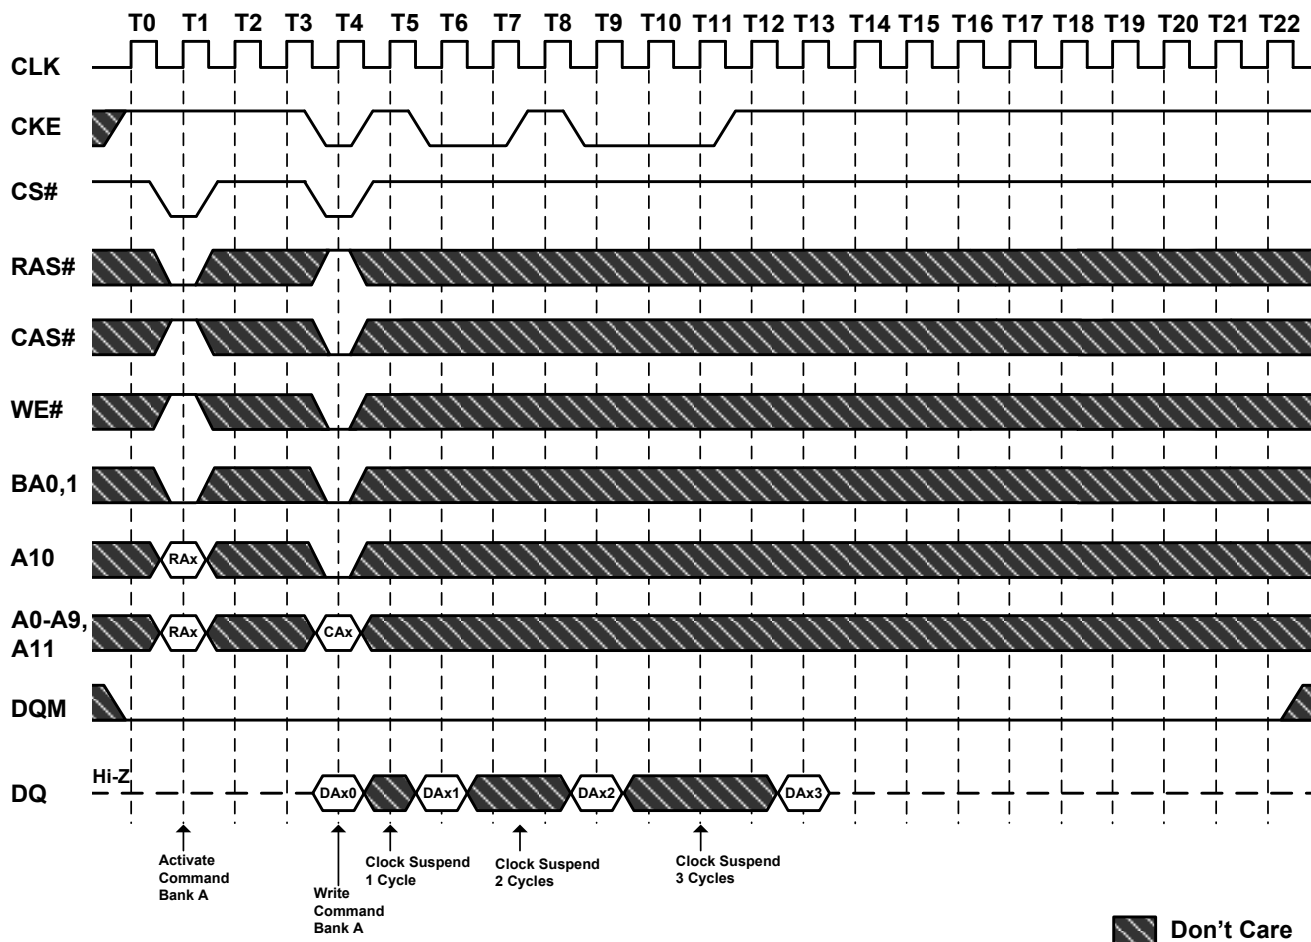 T0 T1 T2 T3 T4 T5 T6 T7 T8 T9 T10 T11 T12 T13 T14 T15 T16 T17 T18 T19 T20 T21 T22
CLK
CKE
CS#
RAS#
CAS#
WE#
BA0,1
A10
RAx
A0-A9,
A11
RAx CAx
DQM
Hi-Z
DQ
DAx0 DAx1 DAx2 DAx3
Activate
Command
Bank A
Write
Command
Bank A
Clock Suspend
1 Cycle
Clock Suspend
2 Cycles
Clock Suspend
3 Cycles
Don't Care